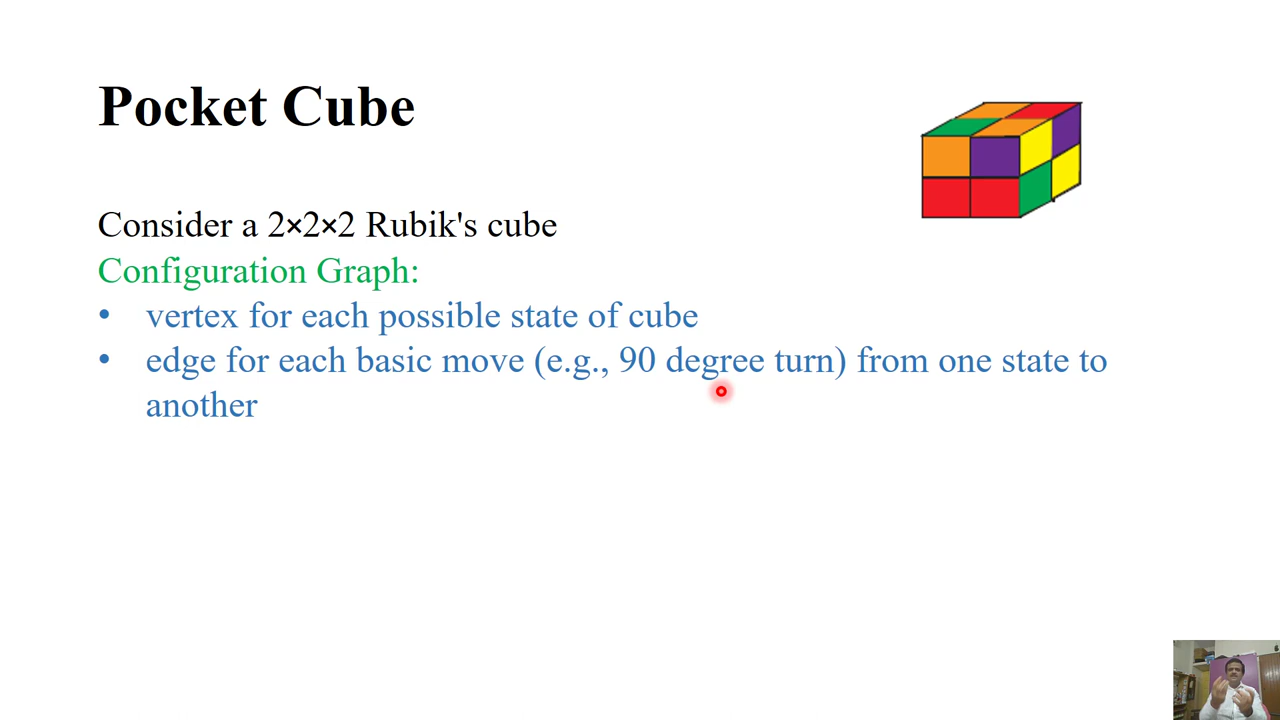 Pocket Cube
Consider a 2×2×2 Rubik's cube
Configuration Graph:
• vertex for each possible state of cube
• edge for each basic move (e.g., 90 degree turn) from one state to
another